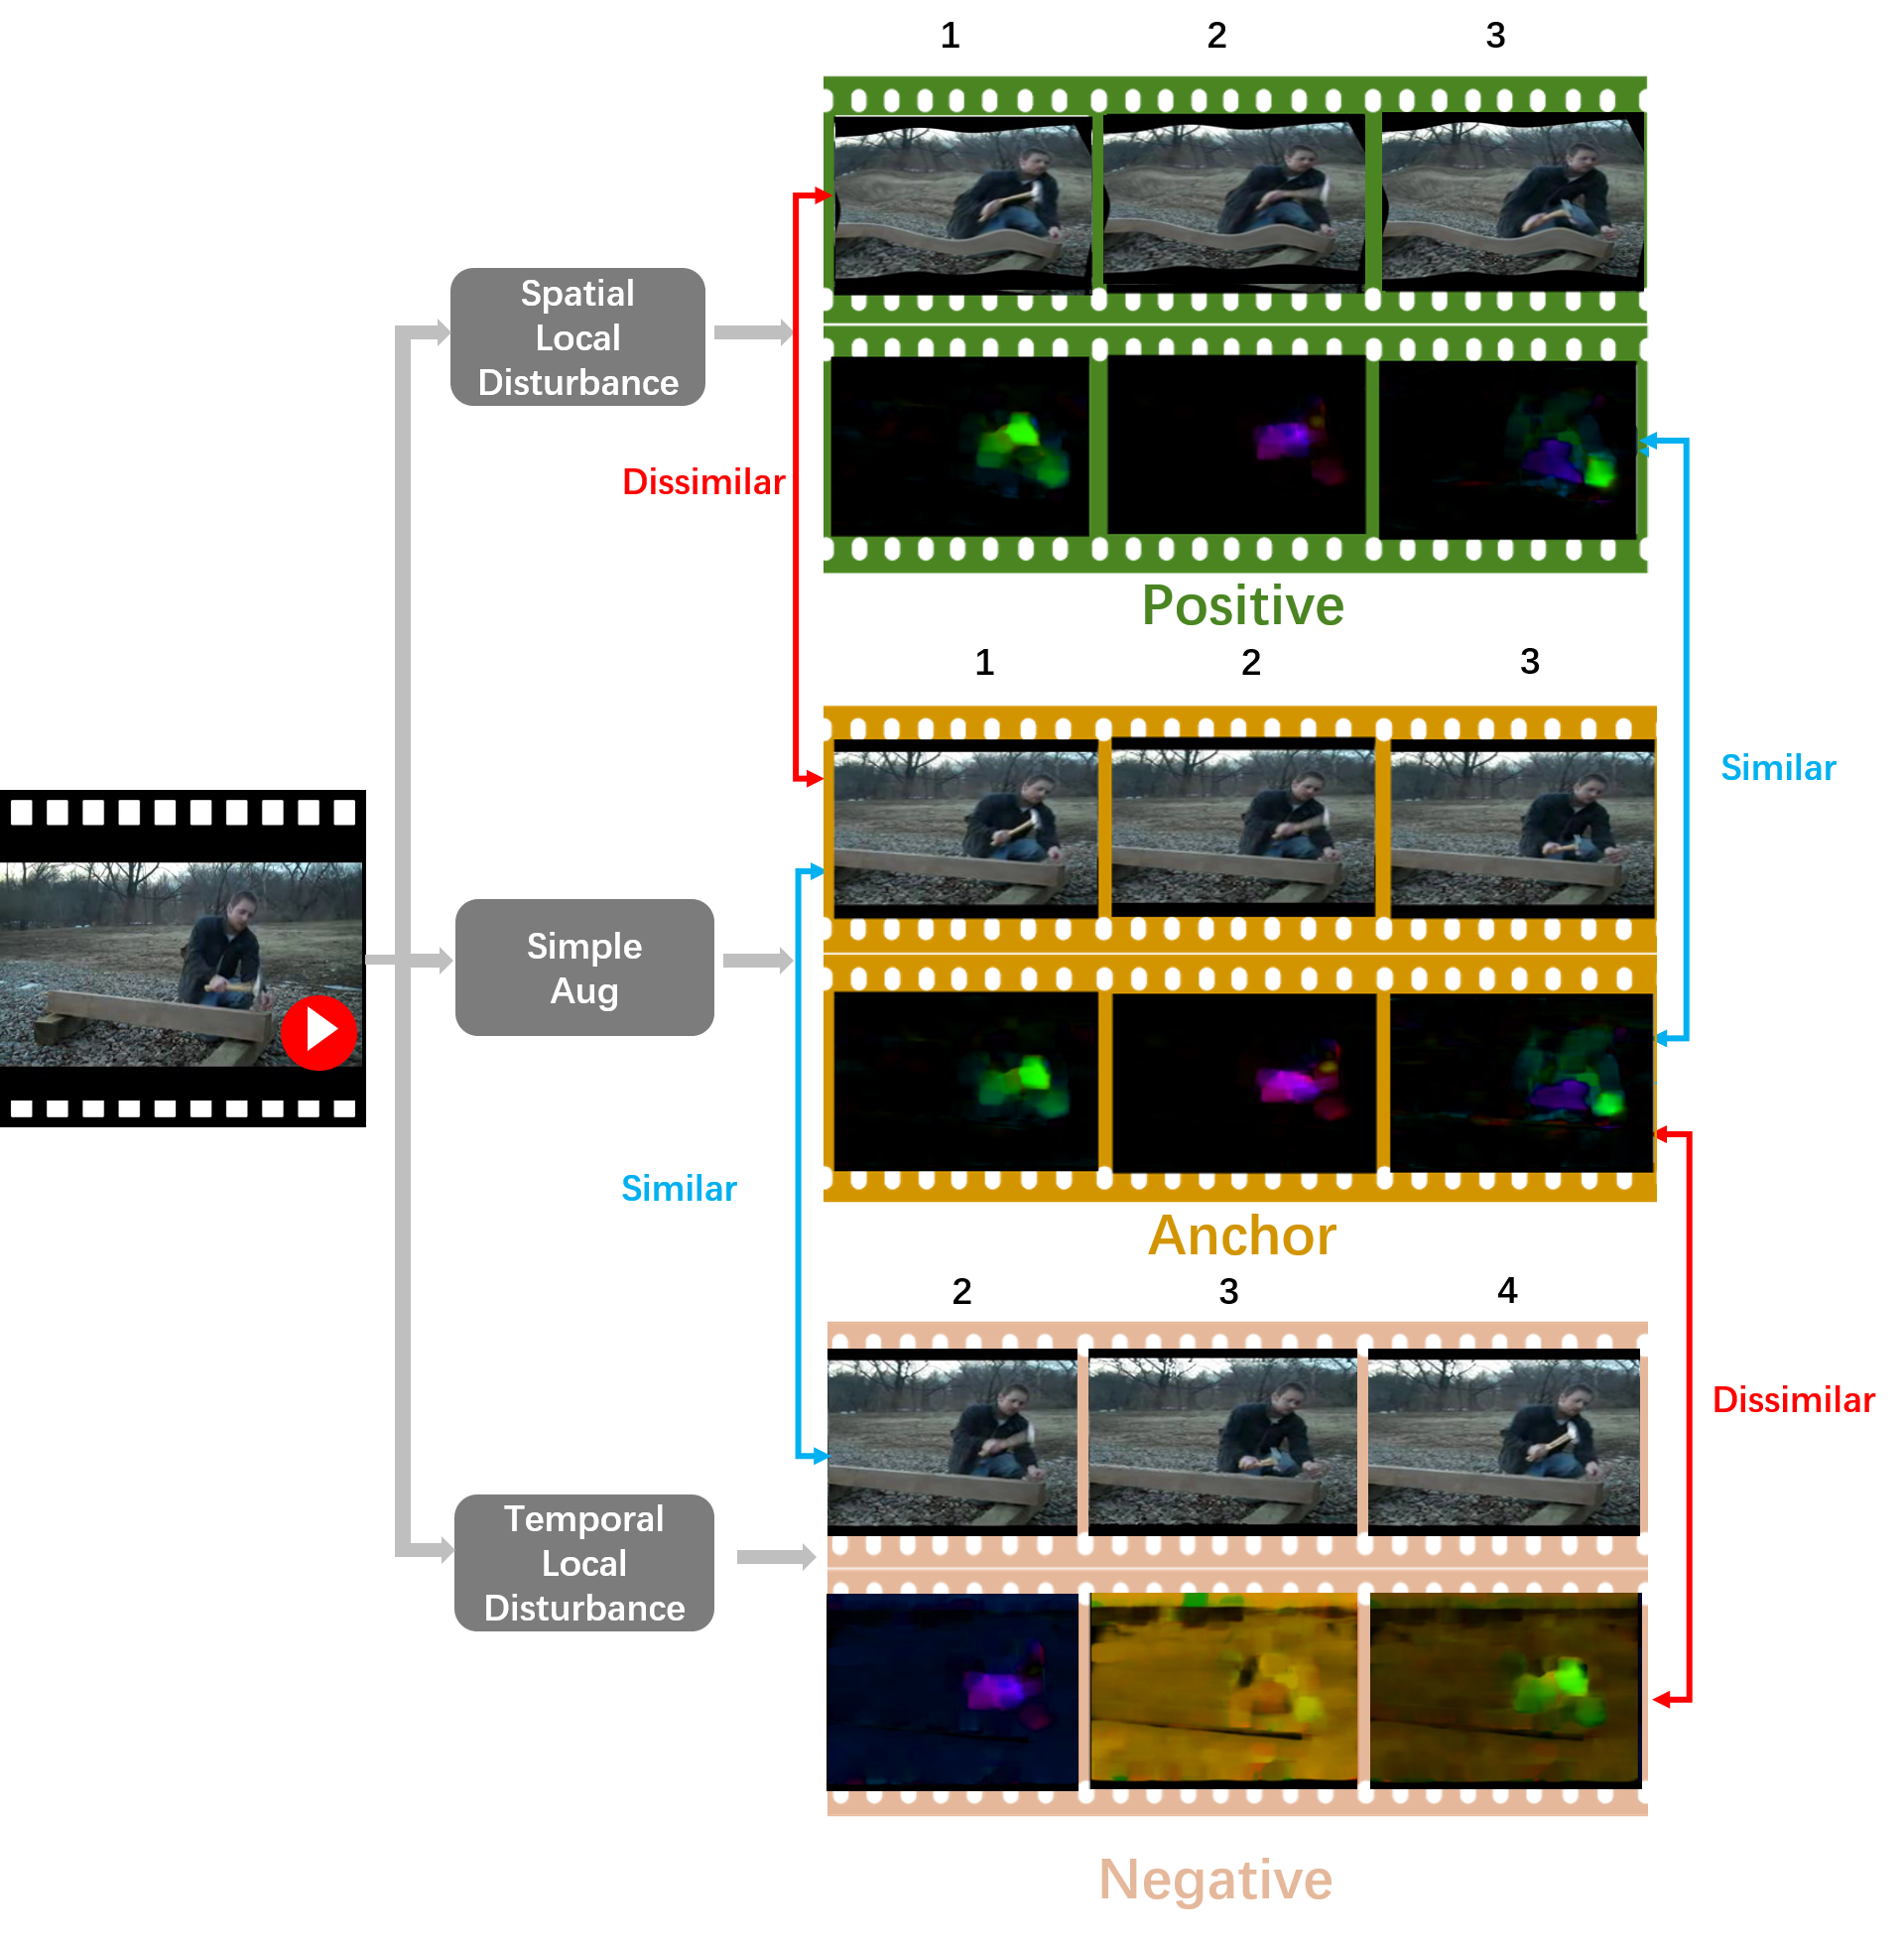 1 2 3
Spatial
Local
Disturbance
Dissimilar
Positive
1 2 3
Similar
Simple
Aug
Similar
Anchor
2 3 4
Dissimilar
Temporal
Local
Disturbance
Negative